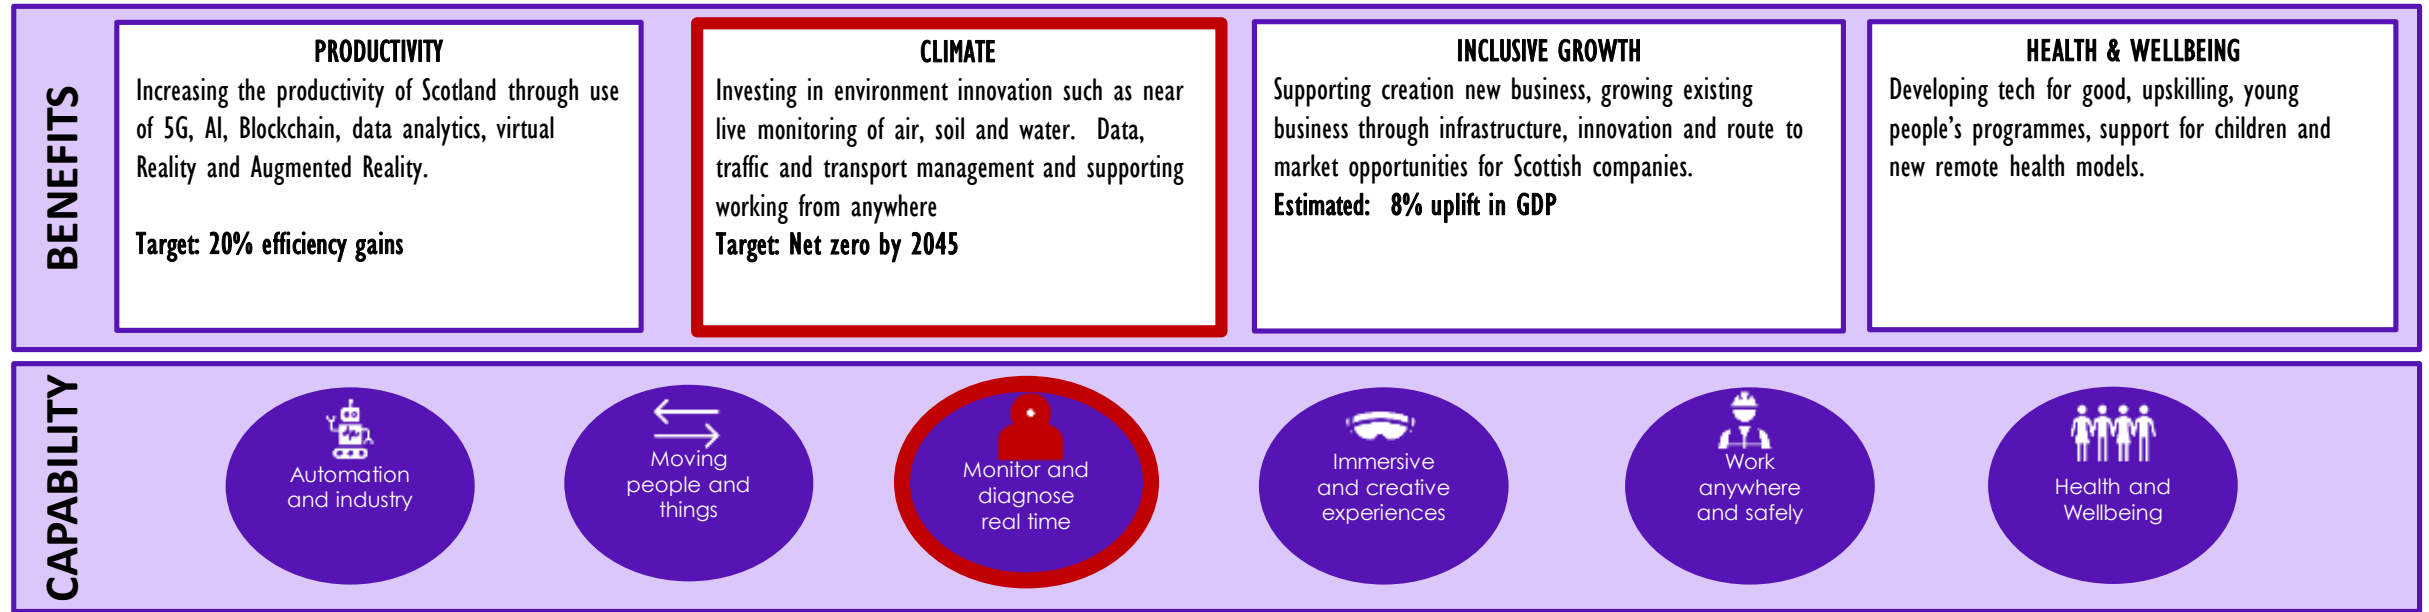 BENEFITS
PRODUCTIVITY
Increasing the productivity of Scotland through use
of 5G, AI, Blockchain, data analytics, virtual
Reality and Augmented Reality.
Target: 20% efficiency gains
CLIMATE
Investing in environment innovation such as near
live monitoring of air, soil and water. Data,
traffic and transport management and supporting
working from anywhere
Target: Net zero by 2045
INCLUSIVE GROWTH
Supporting creation new business, growing existing
business through infrastructure, innovation and route to
market opportunities for Scottish companies.
Estimated: 8% uplift in GDP
HEALTH & WELLBEING
Developing tech for good, upskilling, young
people's programmes, support for children and
new remote health models.
CAPABILITY
Automation
and industry
Moving
people and
things
Monitor and
diagnose
real time
Immersive
and creative
experiences
Work
anywhere
and safely
Health and
Wellbeing